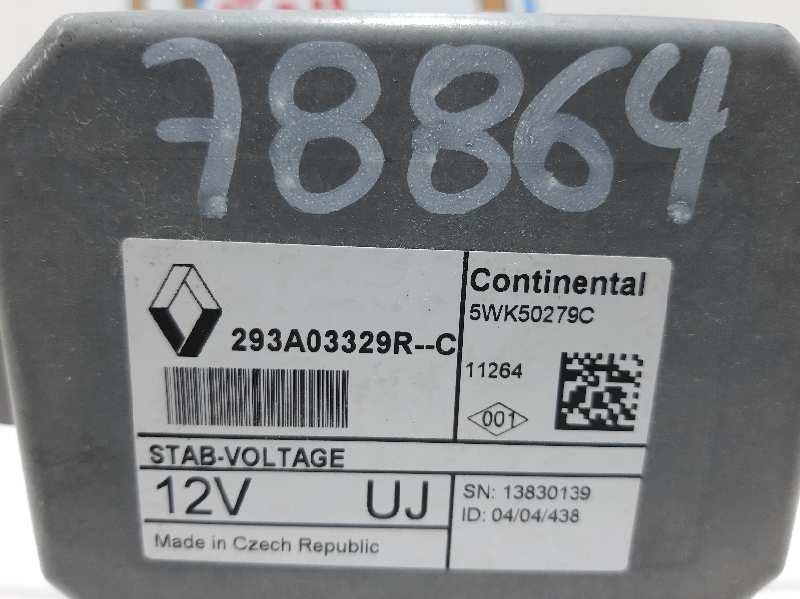 78864
Continental
5WK50279C
293A03329R--C
11264
001
STAB-VOLTAGE
12V UJ
SN: 13830139
ID: 04/04/438
Made in Czech Republic